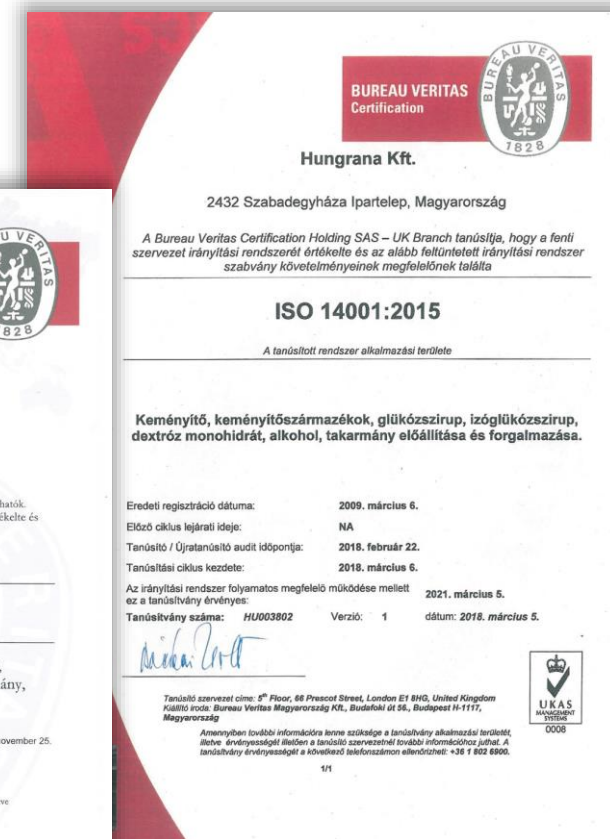 BUREAU VERITAS
Certification
BUREAU VERITAS
1828
Hungrana Kft.
2432 Szabadegyháza Ipartelep, Magyarország
A Bureau Veritas Certification Holding SAS – UK Branch tanúsítja, hogy a fenti
szervezet irányítási rendszerét értékelte és az alább feltüntetett irányítási rendszer
szabvány követelményeinek megfelelőnek találta
ISO 14001:2015
A tanúsított rendszer alkalmazási területe
Keményítő, keményítőszármazékok, glükózszirup, izóglükózszirup,
dextróz monohidrát, alkohol, takarmány előállítása és forgalmazása.
Eredeti regisztráció dátuma: 2009. március 6.
Előző ciklus lejárati ideje: NA
Tanúsító / Újratanúsító audit időpontja: 2018. február 22.
Tanúsítási ciklus kezdete: 2018. március 6.
Az irányítási rendszer folyamatos megfelelő működése mellett
ez a tanúsítvány érvényes: 2021. március 5.
Tanúsítvány száma: HU003802 Verzió: 1 dátum: 2018. március 5.
Tanúsító szervezet címe: 5th Floor, 66 Prescot Street, London E1 8HG, United Kingdom
Kiállító iroda: Bureau Veritas Magyarország Kft., Budafoki út 56., Budapest H-1117,
Magyarország
Amennyiben további információra lenne szüksége a tanúsítvány alkalmazási területét,
illetve érvényességét illetően a tanúsító szervezetnél további információhoz juthat. A
tanúsítvány érvényességét a következő telefonszámon ellenőrizheti: +36 1 802 6900.
1/1
UKAS
MANAGEMENT
SYSTEMS
0008
hatók.
ékelte és
ány,
ovember 25.